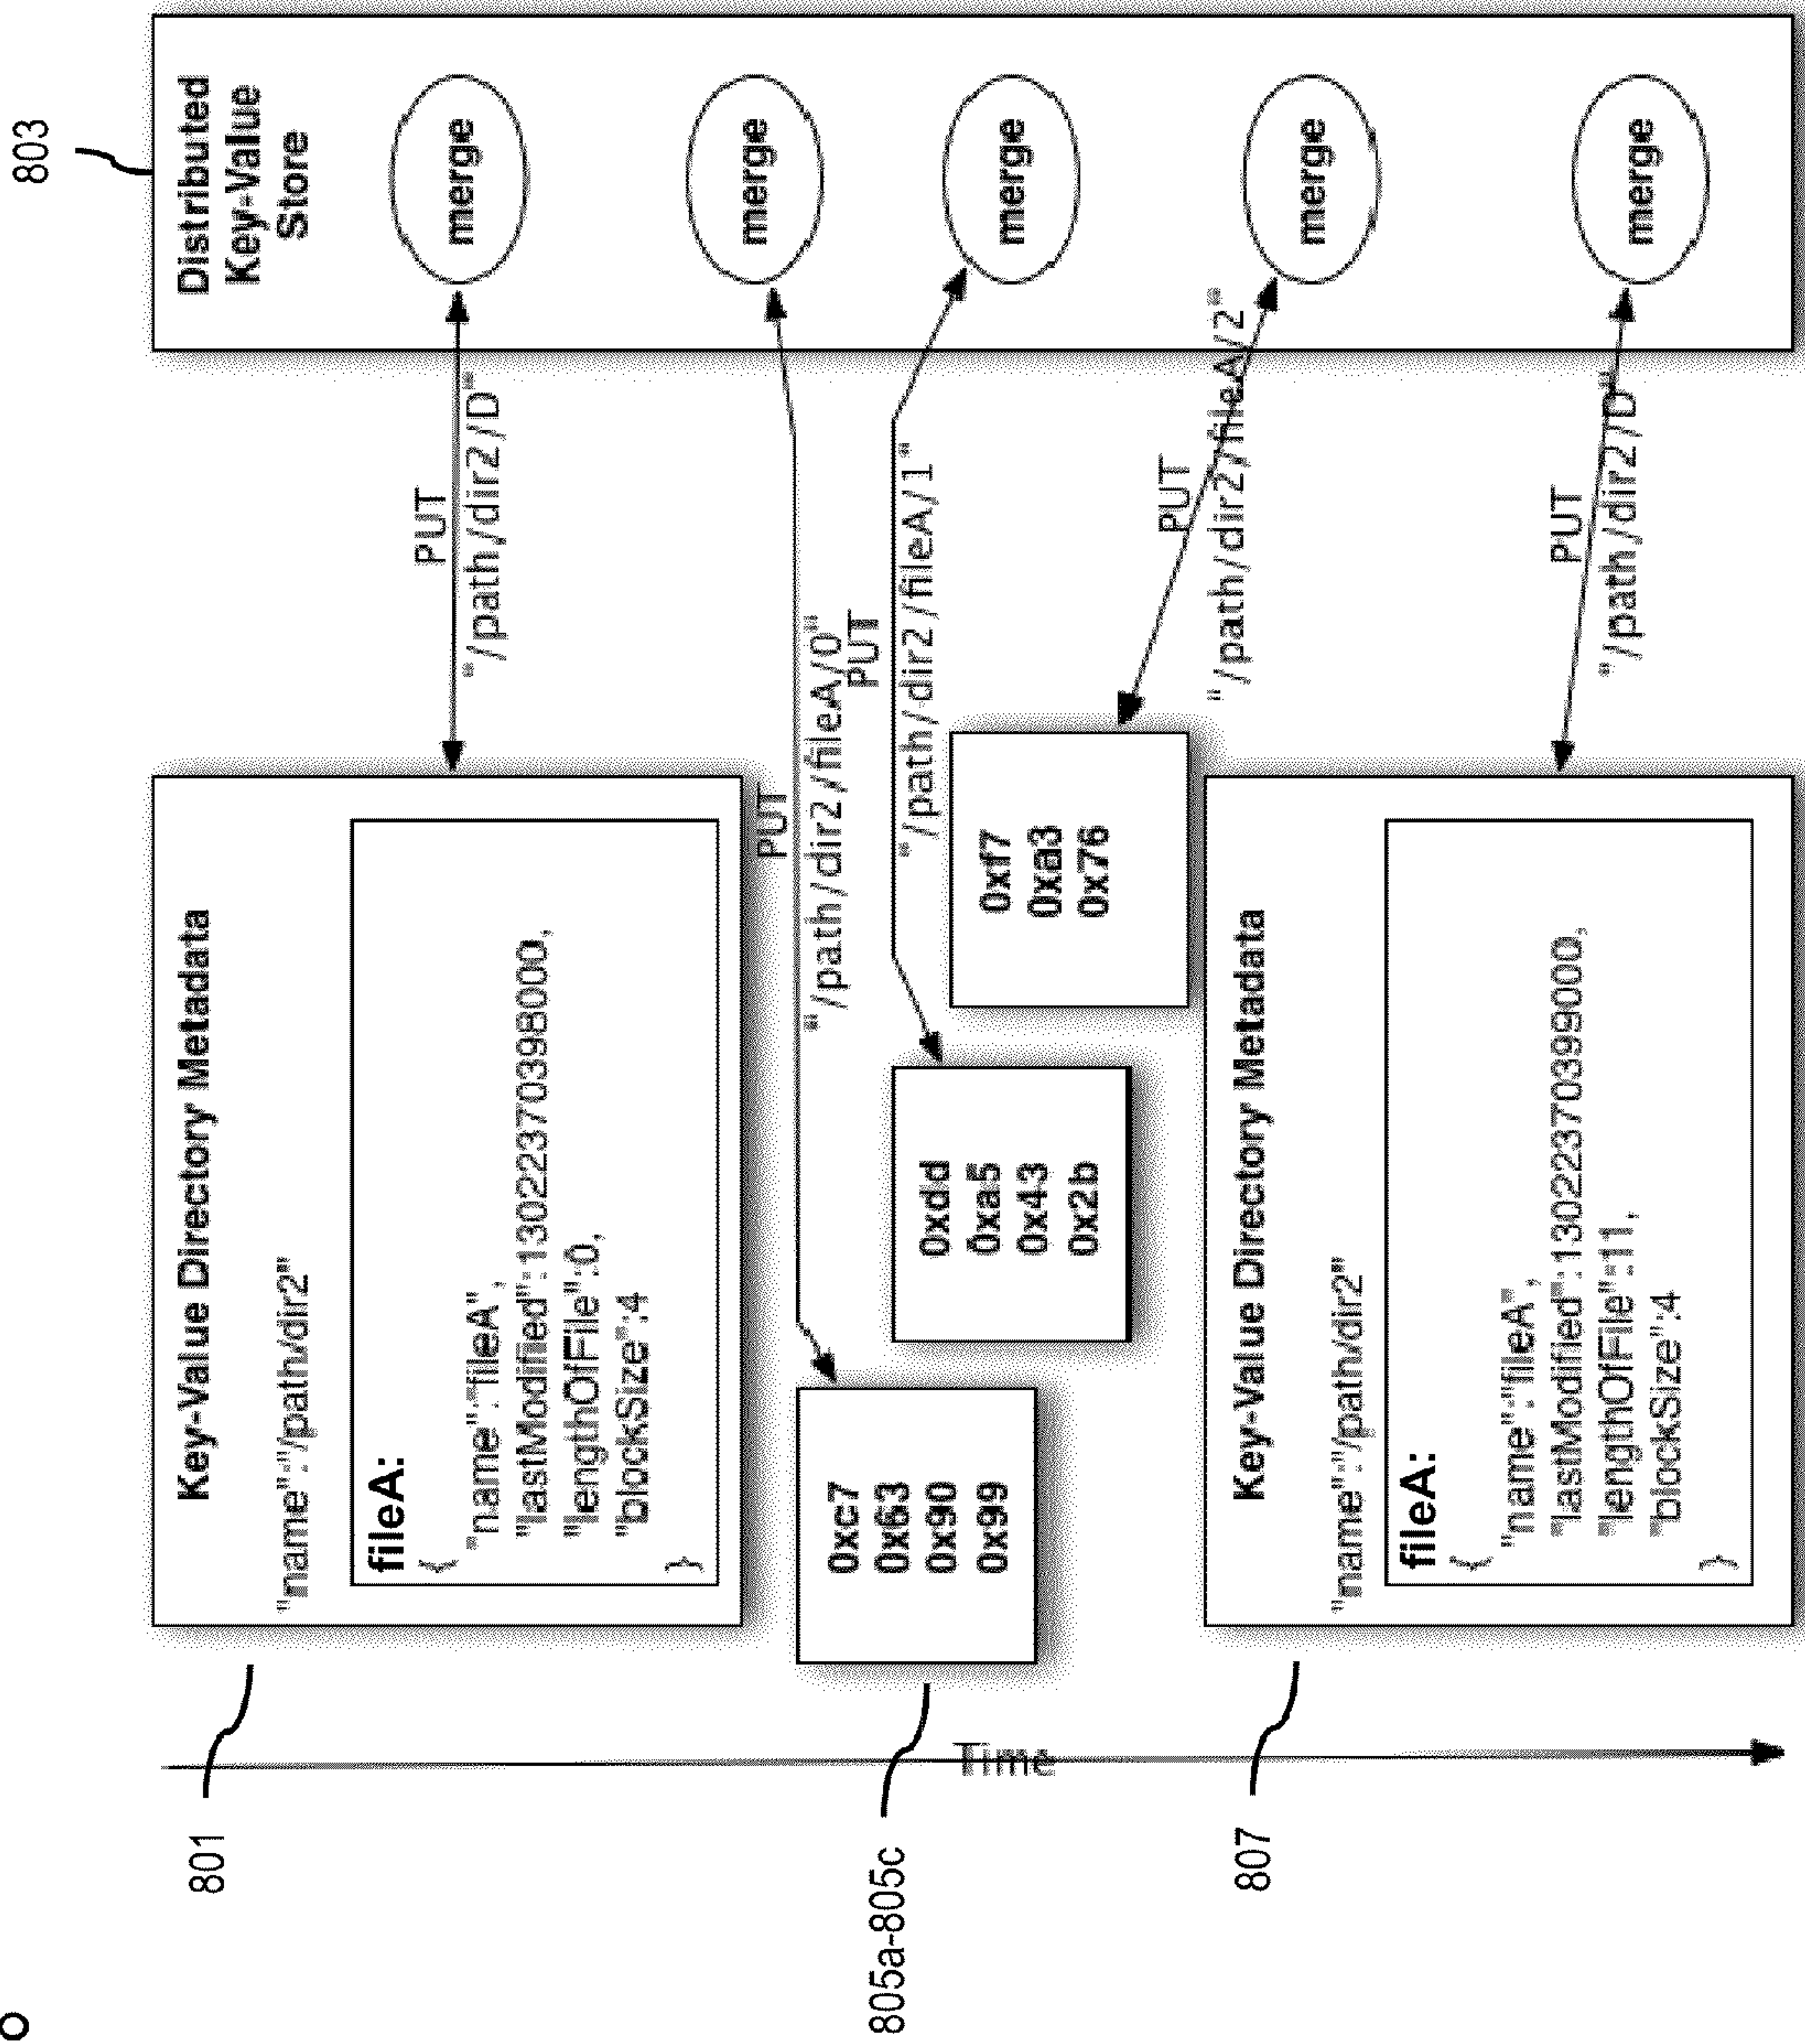 803
Distributed
Key-Value
Store
merge
merge
merge
merge
merge
801
Key-Value Directory Metadata
"name":"/path/dir2"
fileA:
{
"name":"fileA",
"lastModified":13022370398000,
"lengthOfFile":0,
"blockSize":4
}
PUT
"/path/dir2/D"
805a-805c
0xc7
0x63
0x90
0x99
PUT
"/path/dir2/fileA/0"
0xdd
0xa5
0x43
0x2b
PUT
"/path/dir2/fileA/1"
0xf7
0xa3
0x76
PUT
"/path/dir2/fileA/2"
Time
807
Key-Value Directory Metadata
"name":"/path/dir2"
fileA:
{
"name":"fileA",
"lastModified":13022370399000,
"lengthOfFile":11,
"blockSize":4
}
PUT
"/path/dir2/D"